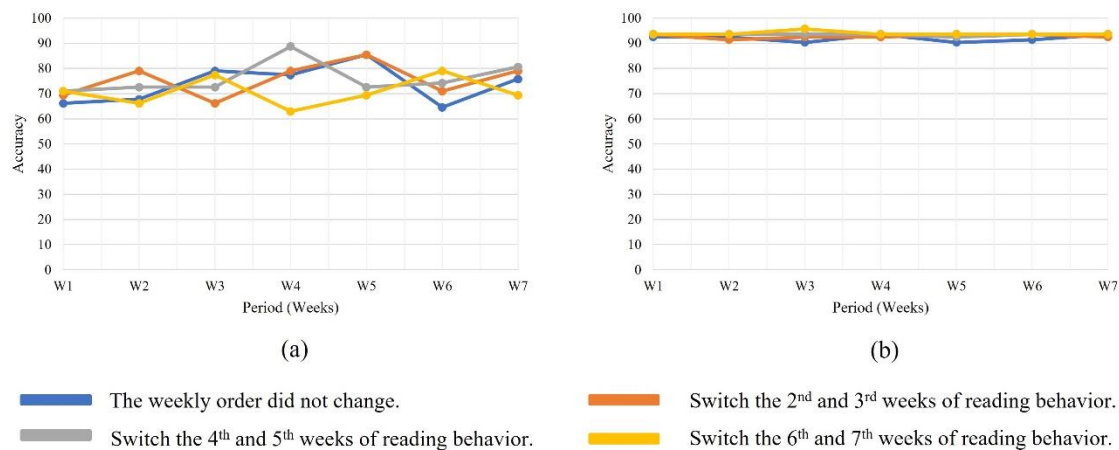 100
90
80
70
60
50
40
30
20
10
0
Accuracy
W1 W2 W3 W4 W5 W6 W7
Period (Weeks)
(a)
100
90
80
70
60
50
40
30
20
10
0
Accuracy
W1 W2 W3 W4 W5 W6 W7
Period (Weeks)
(b)
The weekly order did not change.
Switch the 2nd and 3rd weeks of reading behavior.
Switch the 4th and 5th weeks of reading behavior.
Switch the 6th and 7th weeks of reading behavior.